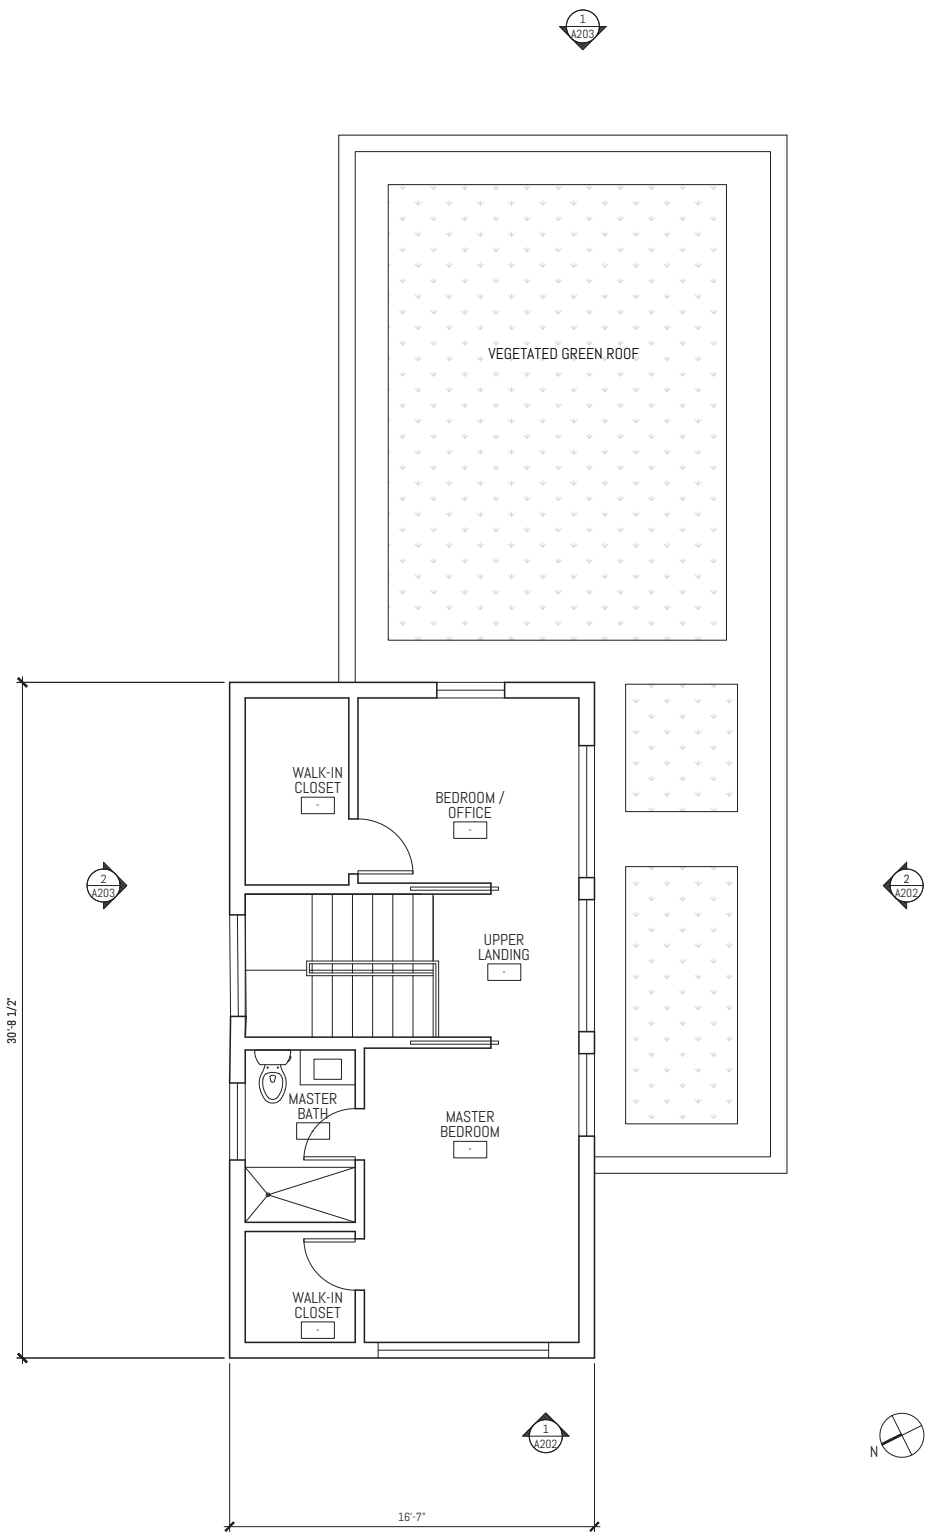 1
A203
VEGETATED GREEN ROOF
WALK-IN
CLOSET
-
BEDROOM /
OFFICE
-
2
A203
2
A202
UPPER
LANDING
-
30'-8 1/2"
MASTER
BATH
-
MASTER
BEDROOM
-
WALK-IN
CLOSET
-
1
A202
N
16'-7"